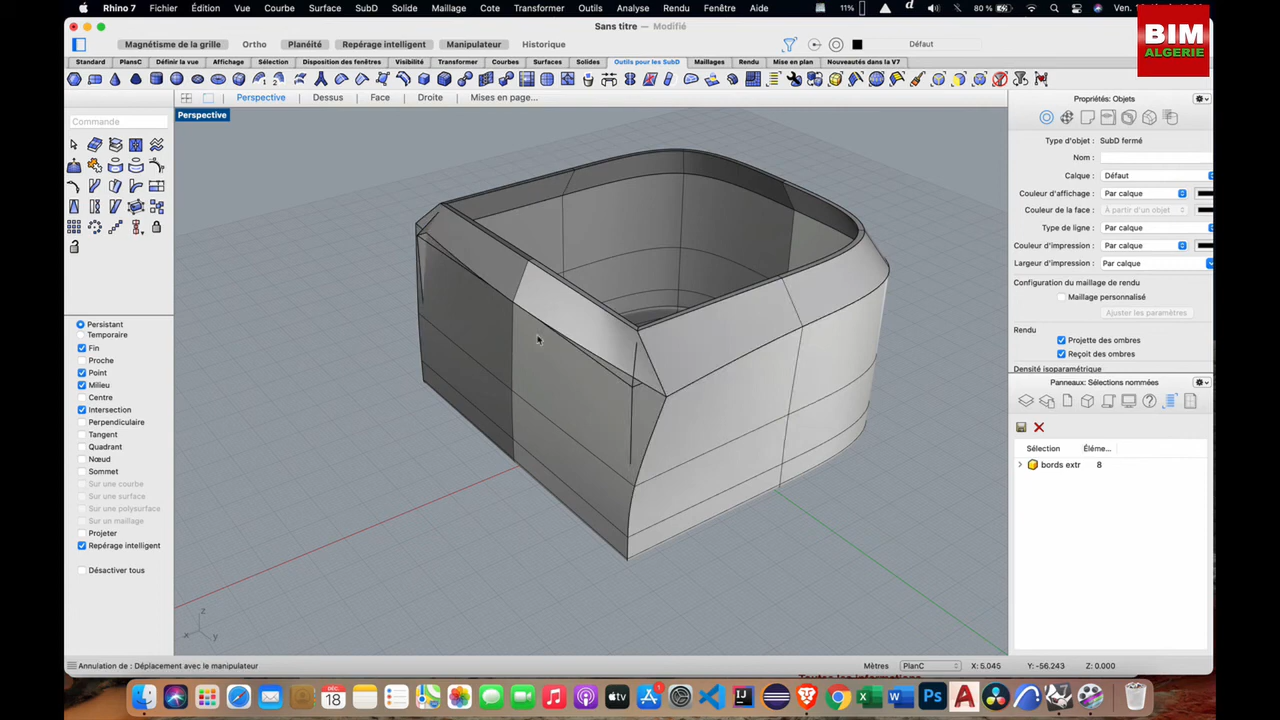 Rhino 7 Fichier Édition Vue Courbe Surface SubD Solide Maillage Cote Transformer Outils Analyse Rendu Panneaux Fenêtre Aide 11% 80 % Ven.
Sans titre — Modifié
BIM
ALGERIE
Magnétisme de la grille Ortho Planéité Repérage intelligent Manipulateur Historique Défaut
Standard PlansC Définir la vue Affichage Sélection Disposition des fenêtres Visibilité Transformer Courbes Surfaces Solides Outils pour les SubD Maillages Rendu Mise en plan Nouveautés dans la V7
Perspective Dessus Face Droite Mises en page...
Perspective
Commande
Persistant
Temporaire
Fin
Proche
Point
Milieu
Centre
Intersection
Perpendiculaire
Tangent
Quadrant
Nœud
Sommet
Sur une courbe
Sur une surface
Sur une polysurface
Sur un maillage
Projeter
Repérage intelligent
Désactiver tous
z
x
y
Propriétés: Objets
Type d'objet : SubD fermé
Nom :
Calque : Défaut
Couleur d'affichage : Par calque
Couleur de la face : À partir d'un objet
Type de ligne : Par calque
Couleur d'impression : Par calque
Largeur d'impression : Par calque
Configuration du maillage de rendu
Maillage personnalisé
Ajuster les paramètres
Rendu
Projette des ombres
Reçoit des ombres
Densité isoparamétrique
Panneaux: Sélections nommées
Sélection Éléme...
bords extr 8
Annulation de : Déplacement avec le manipulateur Mètres PlanC X: 5.045 Y: -56.243 Z: 0.000
DÉC.
18